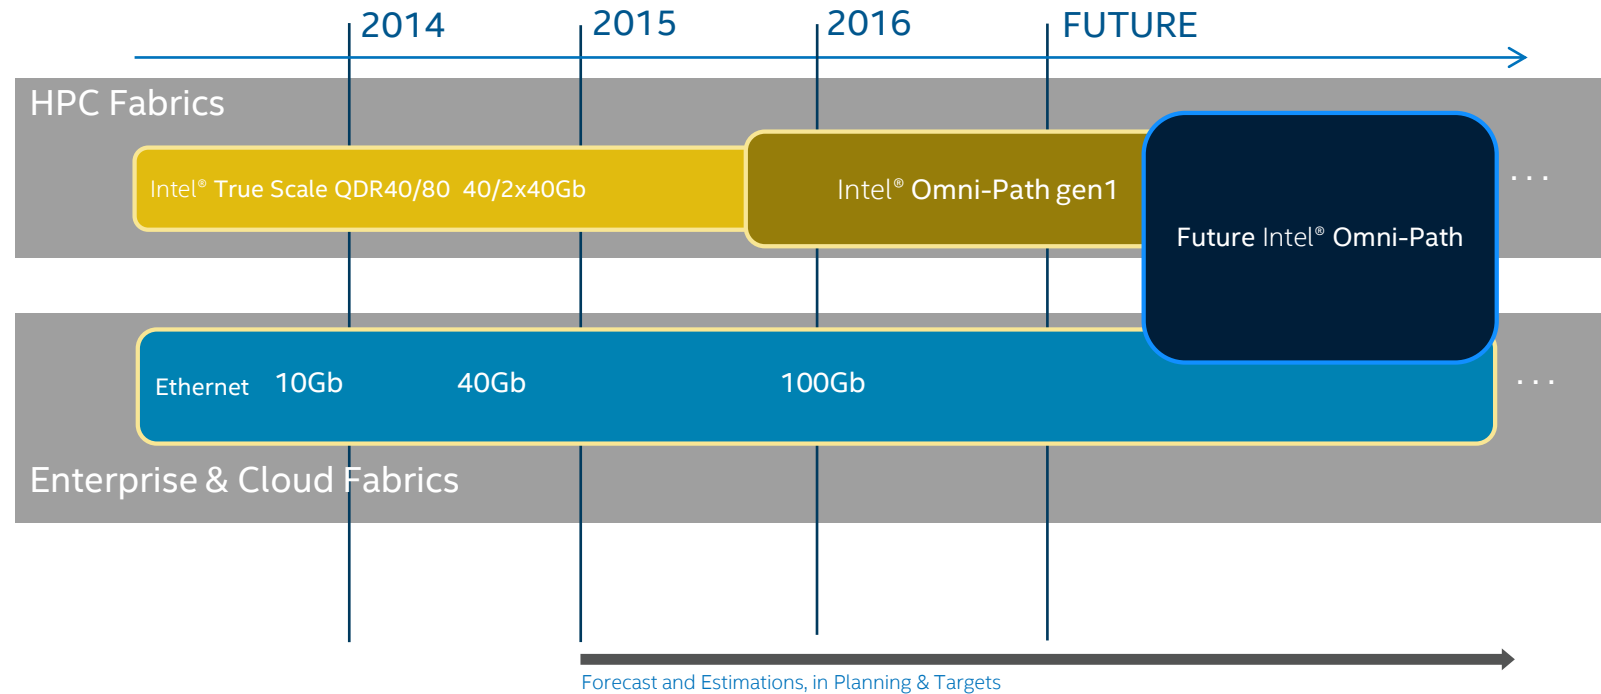 2014 2015 2016 FUTURE
HPC Fabrics
Intel® True Scale QDR40/80 40/2x40Gb
Intel® Omni-Path gen1
. . .
Future Intel® Omni-Path
Ethernet 10Gb 40Gb 100Gb
. . .
Enterprise & Cloud Fabrics
Forecast and Estimations, in Planning & Targets